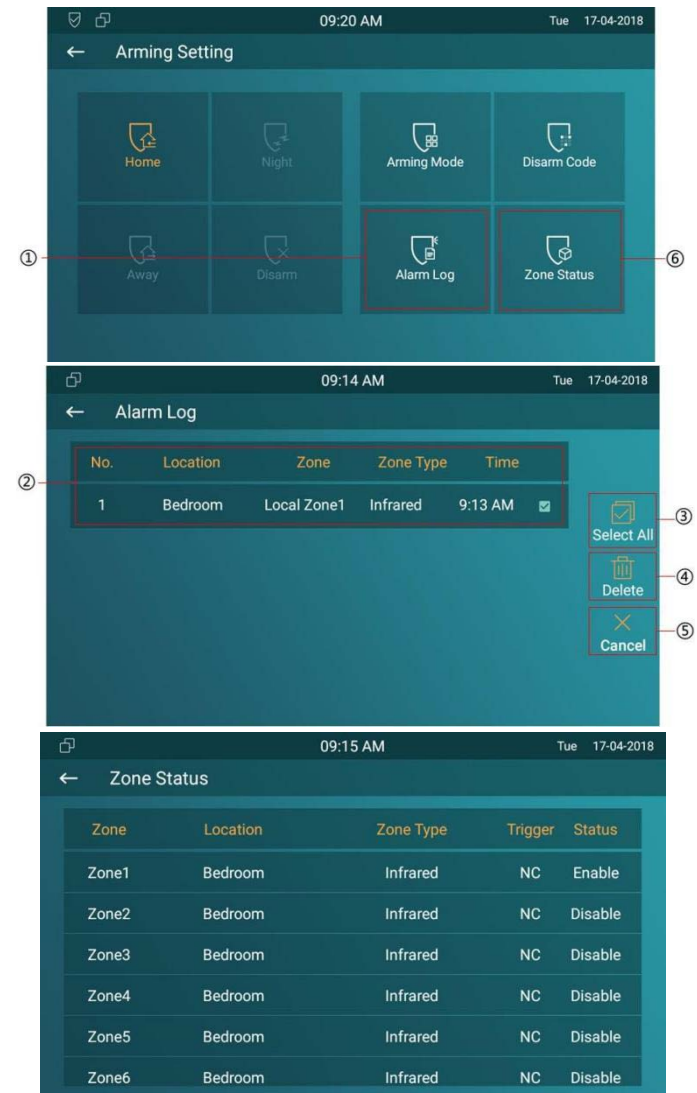 09:20 AM Tue 17-04-2018
← Arming Setting
Home Night Arming Mode Disarm Code
① ⑥
Away Disarm Alarm Log Zone Status
09:14 AM Tue 17-04-2018
← Alarm Log
No. Location Zone Zone Type Time
②
1 Bedroom Local Zone1 Infrared 9:13 AM
③
Select All
④
Delete
⑤
Cancel
09:15 AM Tue 17-04-2018
← Zone Status
Zone Location Zone Type Trigger Status
Zone1 Bedroom Infrared NC Enable
Zone2 Bedroom Infrared NC Disable
Zone3 Bedroom Infrared NC Disable
Zone4 Bedroom Infrared NC Disable
Zone5 Bedroom Infrared NC Disable
Zone6 Bedroom Infrared NC Disable